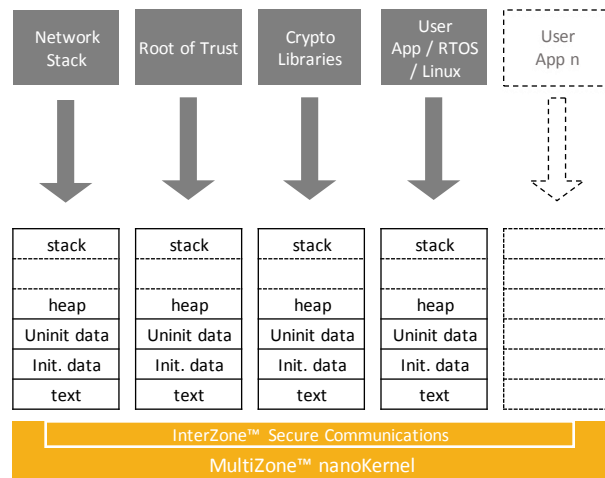 Network
Stack
Root of Trust
Crypto
Libraries
User
App / RTOS
/ Linux
User
App n
stack
heap
Uninit data
Init. data
text
stack
heap
Uninit data
Init. data
text
stack
heap
Uninit data
Init. data
text
stack
heap
Uninit data
Init. data
text
InterZone™ Secure Communications
MultiZone™ nanoKernel